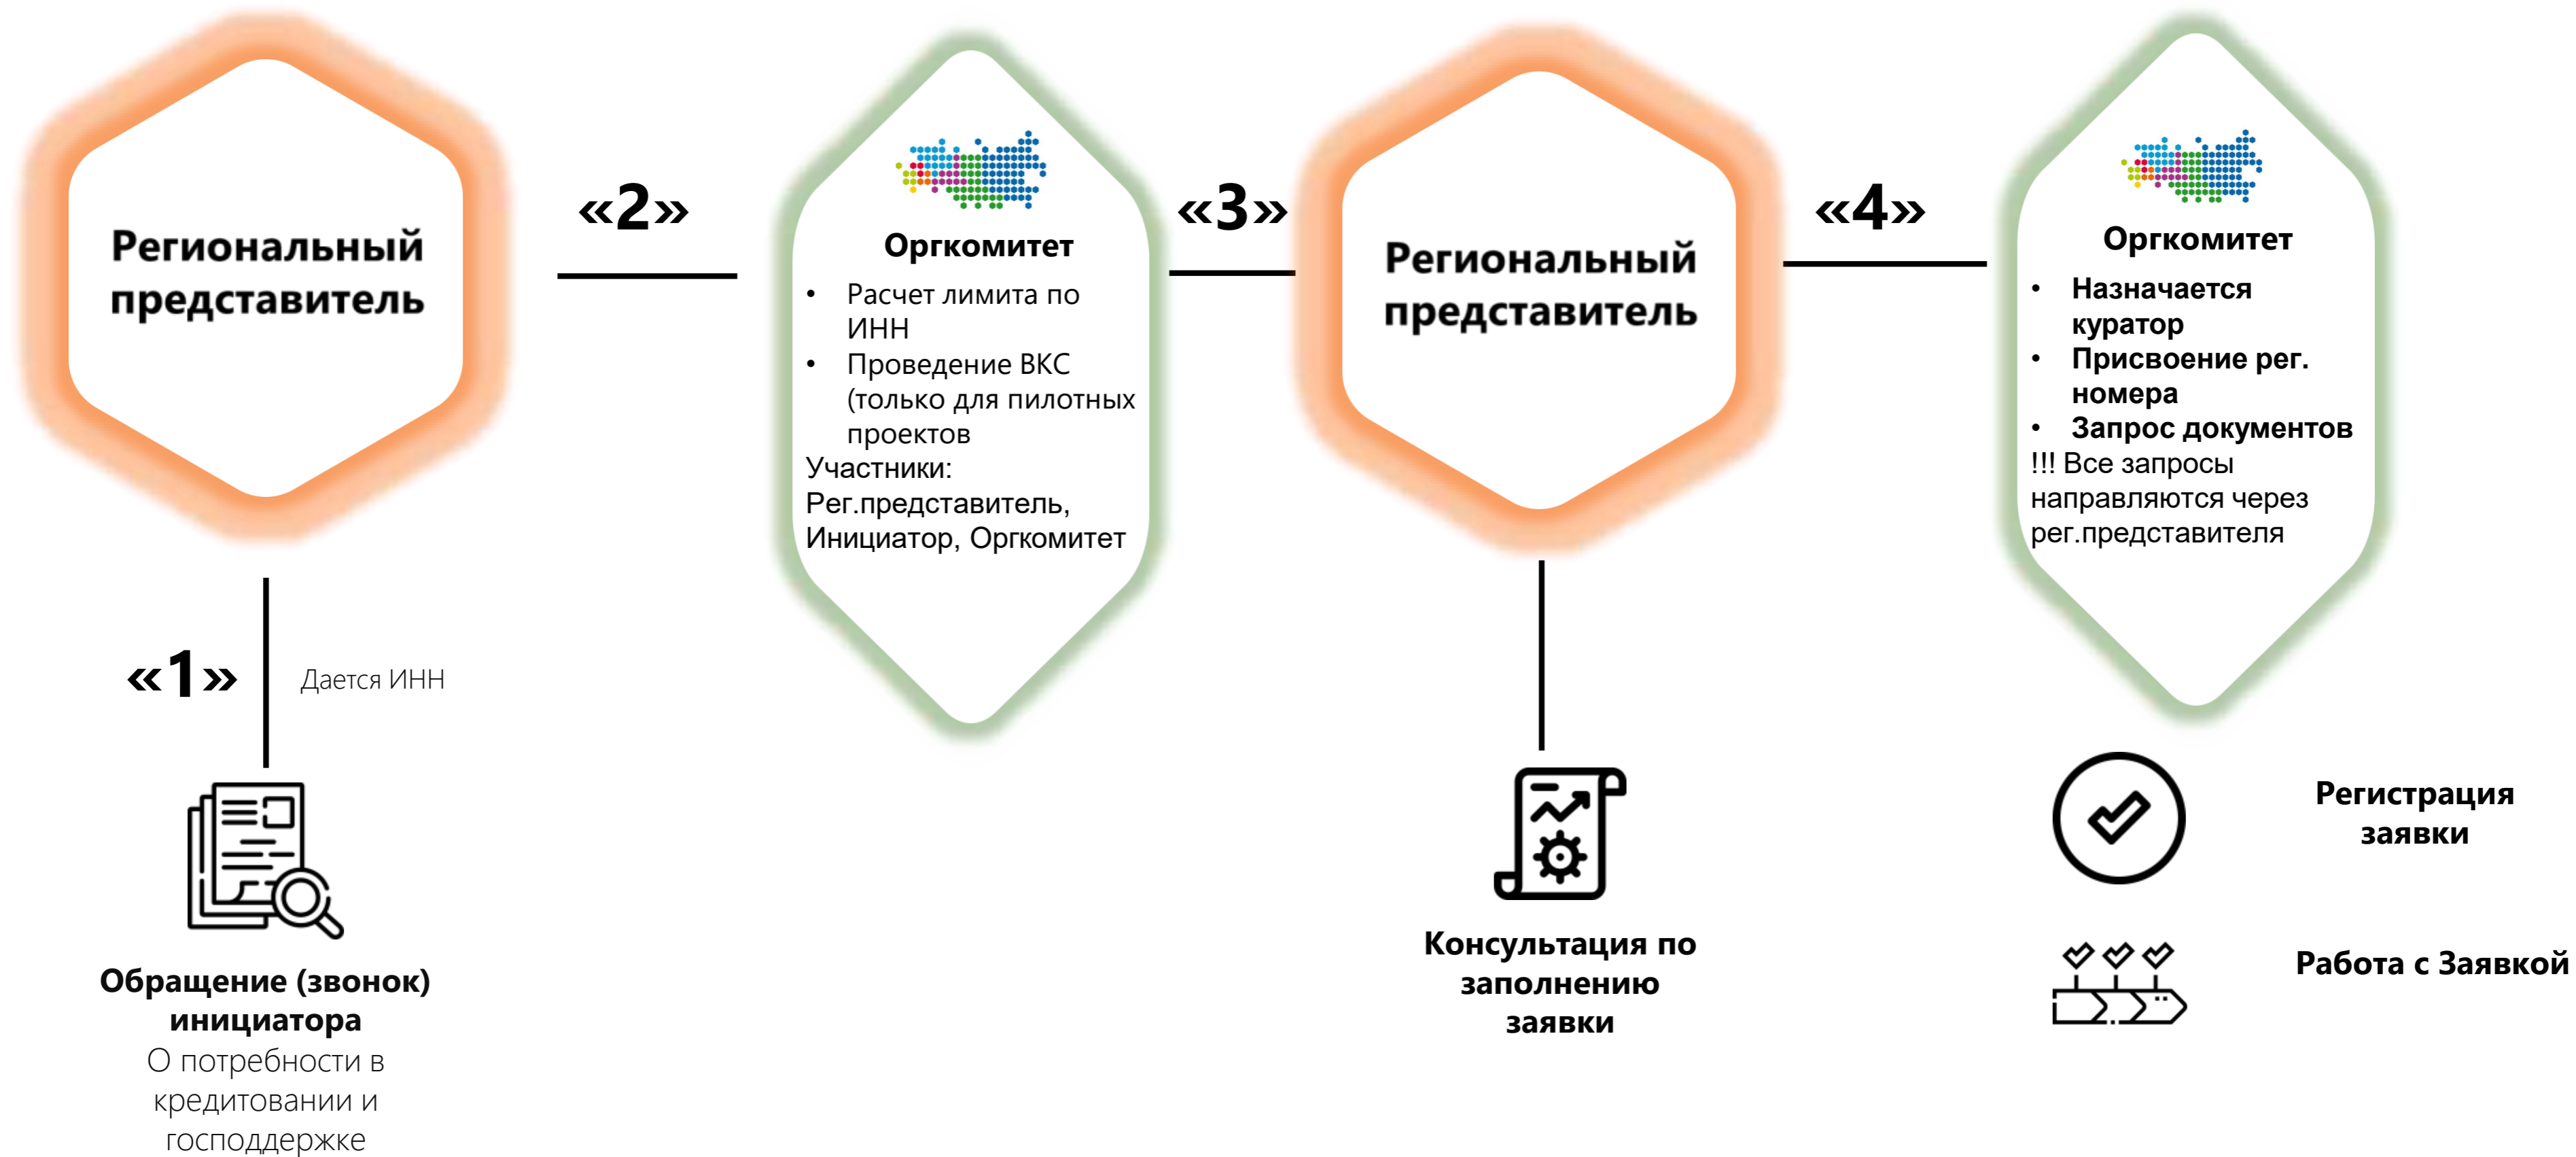 Региональный
представитель
«1»
Дается ИНН
Обращение (звонок)
инициатора
О потребности в
кредитовании и
господдержке
«2»
Оргкомитет
• Расчет лимита по
ИНН
• Проведение ВКС
(только для пилотных
проектов
Участники:
Рег.представитель,
Инициатор, Оргкомитет
«3»
Региональный
представитель
Консультация по
заполнению
заявки
«4»
Оргкомитет
• Назначается
куратор
• Присвоение рег.
номера
• Запрос документов
!!! Все запросы
направляются через
рег.представителя
Регистрация
заявки
Работа с Заявкой